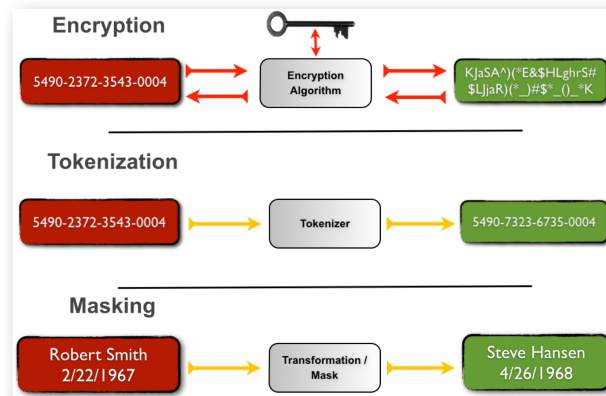 Encryption
5490-2372-3543-0004
Encryption
Algorithm
KJaSA^)(*E&$HLghrS#
$LJjaR)(*_)#$*_()_*K
Tokenization
5490-2372-3543-0004
Tokenizer
5490-7323-6735-0004
Masking
Robert Smith
2/22/1967
Transformation /
Mask
Steve Hansen
4/26/1968